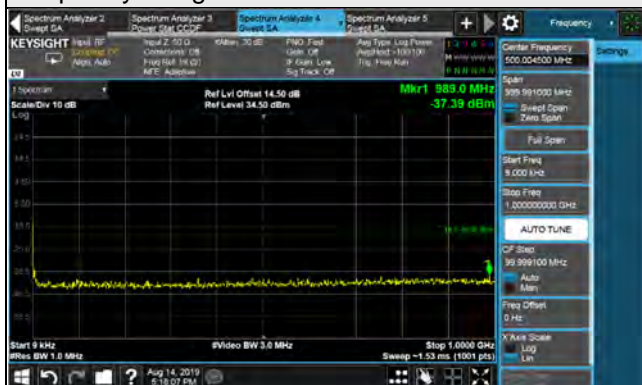 Spectrum Analyzer 2
Swept SA
Spectrum Analyzer 3
Power Stat CCDF
Spectrum Analyzer 4
Swept SA
Spectrum Analyzer 5
Swept SA
Frequency
KEYSIGHT
Input: RF
Align: Auto
Input Z: 50 Ω
Corrections: Off
Freq Ref: Int (S)
NFE: Adaptive
#Atten: 30 dB
PNO: Fast
Gate: Off
IF Gain: Low
Sig Track: Off
Avg Type: Log-Power
Avg|Hold: >100/100
Trig: Free Run
Center Frequency
500.004500 MHz
Settings
Span
999.991000 MHz
Swept Span
Zero Span
Full Span
Start Freq
9.000 kHz
Stop Freq
1.000000000 GHz
AUTO TUNE
CF Step
99.999100 MHz
Auto
Man
Freq Offset
0 Hz
X Axis Scale
Log
Lin
1 Spectrum
Scale/Div 10 dB
Log
Ref Lvl Offset 14.50 dB
Ref Level 34.50 dBm
Mkr1 989.0 MHz
-37.39 dBm
Start 9 kHz
#Res BW 1.0 MHz
#Video BW 3.0 MHz
Stop 1.0000 GHz
Sweep ~1.53 ms (1001 pts)
Aug 14, 2019
5:16:07 PM